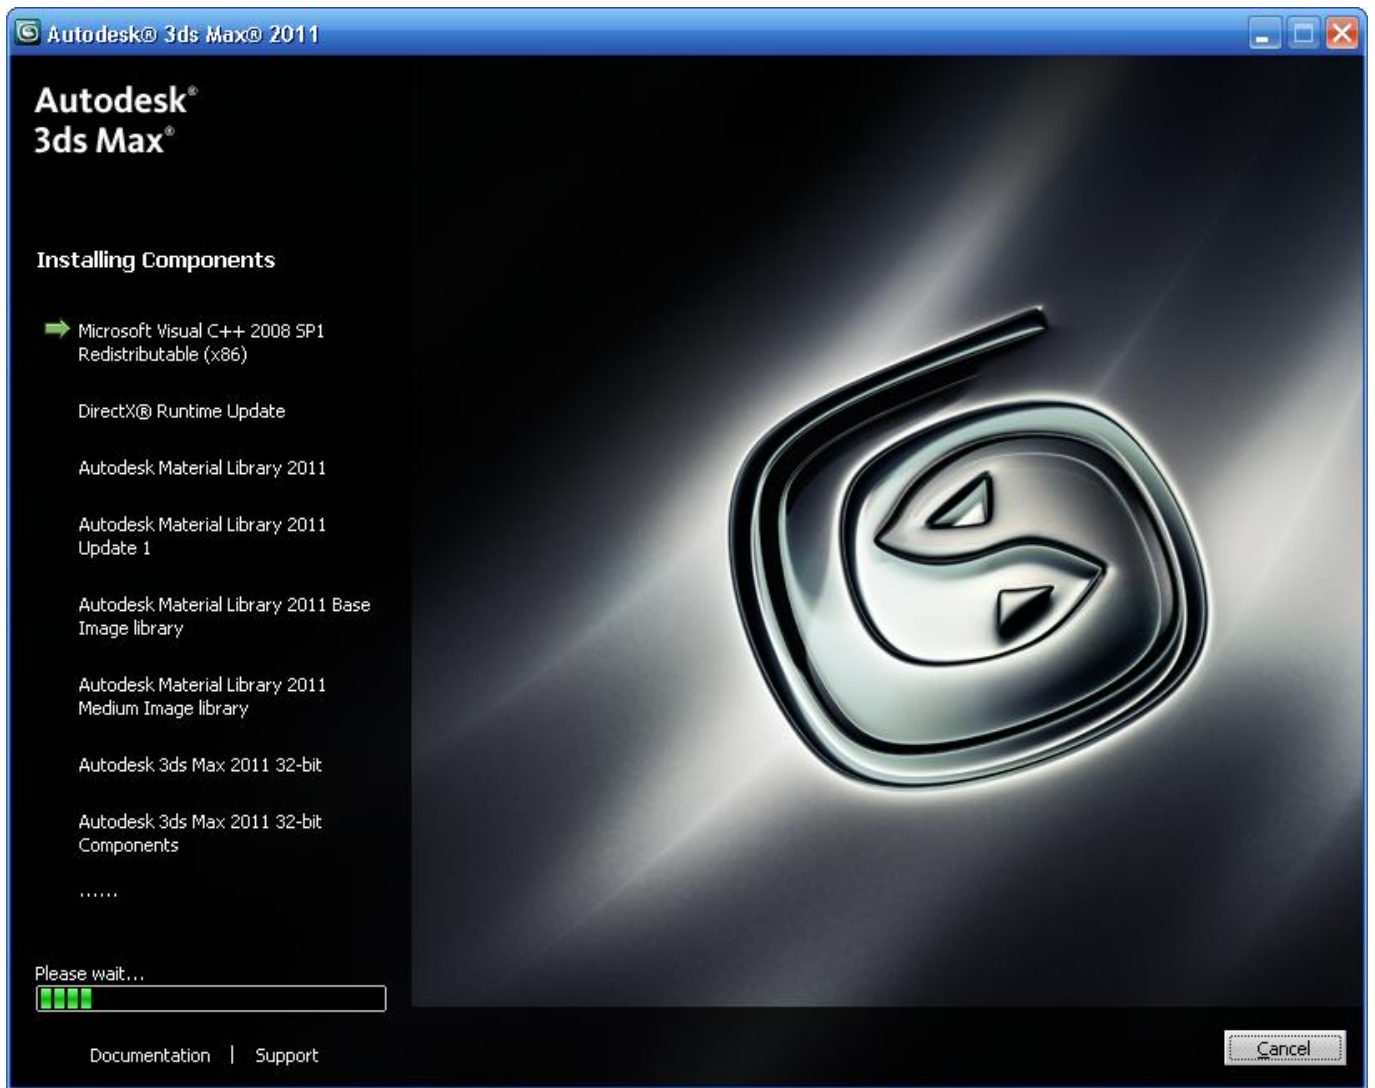 Autodesk® 3ds Max® 2011
Autodesk®
3ds Max®
Installing Components
Microsoft Visual C++ 2008 SP1
Redistributable (x86)
DirectX® Runtime Update
Autodesk Material Library 2011
Autodesk Material Library 2011
Update 1
Autodesk Material Library 2011 Base
Image library
Autodesk Material Library 2011
Medium Image library
Autodesk 3ds Max 2011 32-bit
Autodesk 3ds Max 2011 32-bit
Components
......
Please wait...
Documentation | Support
Cancel